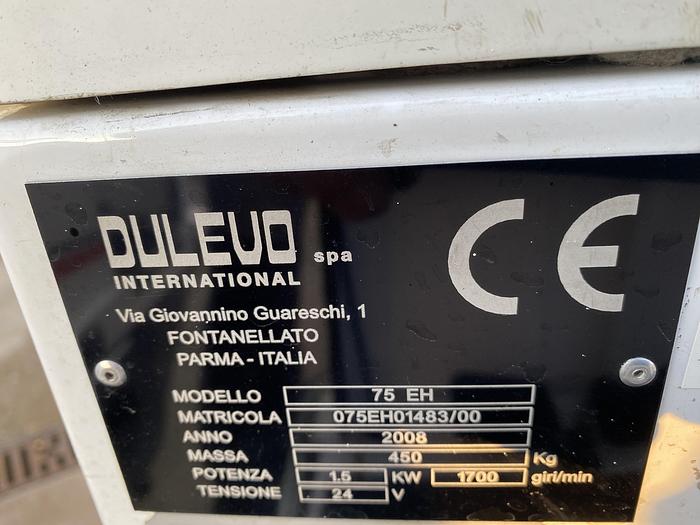 DULEVO spa
INTERNATIONAL
CE
Via Giovannino Guareschi, 1
FONTANELLATO
PARMA - ITALIA
MODELLO 75 EH
MATRICOLA 075EH01483/00
ANNO 2008
MASSA 450 Kg
POTENZA 1.5 KW 1700 giri/min
TENSIONE 24 V